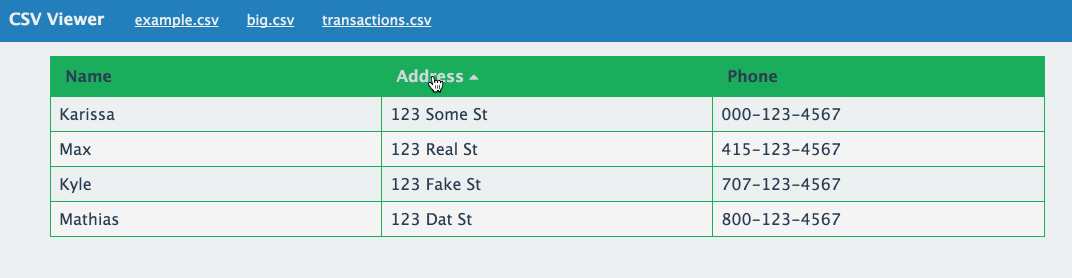 CSV Viewer example.csv big.csv transactions.csv
Name Address Phone
Karissa 123 Some St 000-123-4567
Max 123 Real St 415-123-4567
Kyle 123 Fake St 707-123-4567
Mathias 123 Dat St 800-123-4567